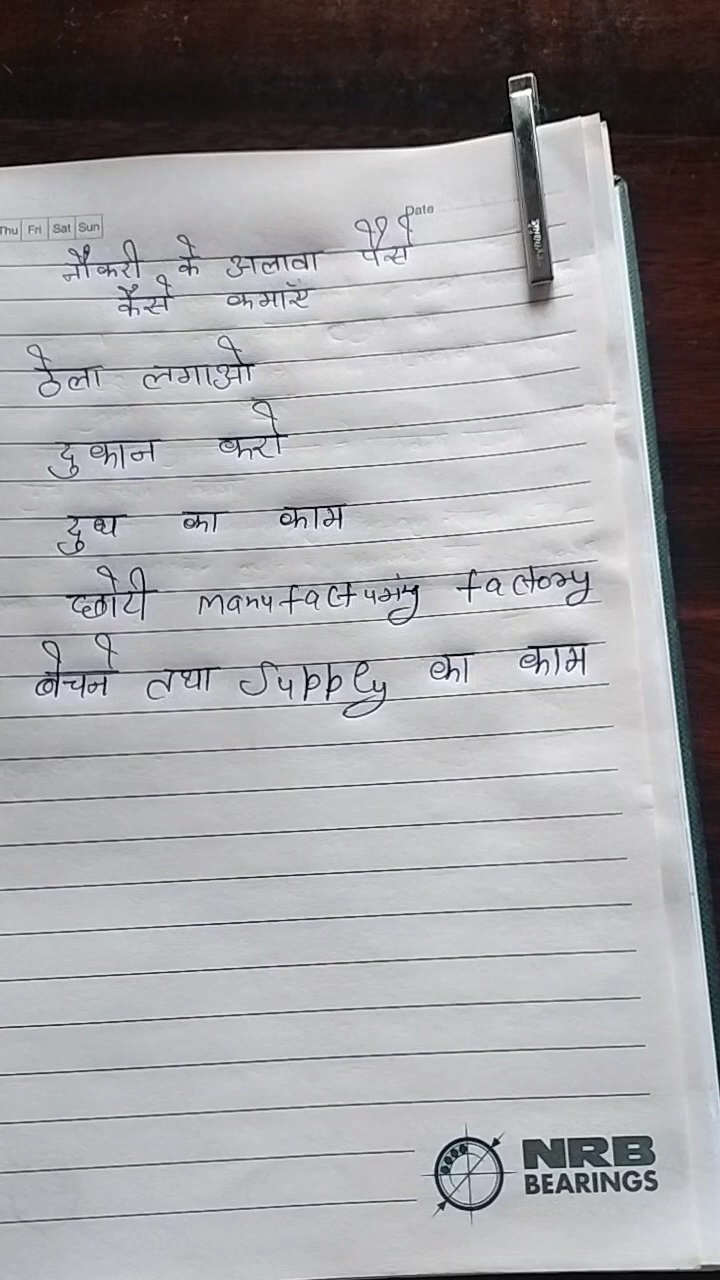 Thu Fri Sat Sun
Date
नौकरी के अलावा पैसे
कैसे कमाऐं
ठेला लगाओ
दुकान करो
दुध का काम
छोटी manufacturing factory
बेचने तथा Supply का काम
NRB
BEARINGS